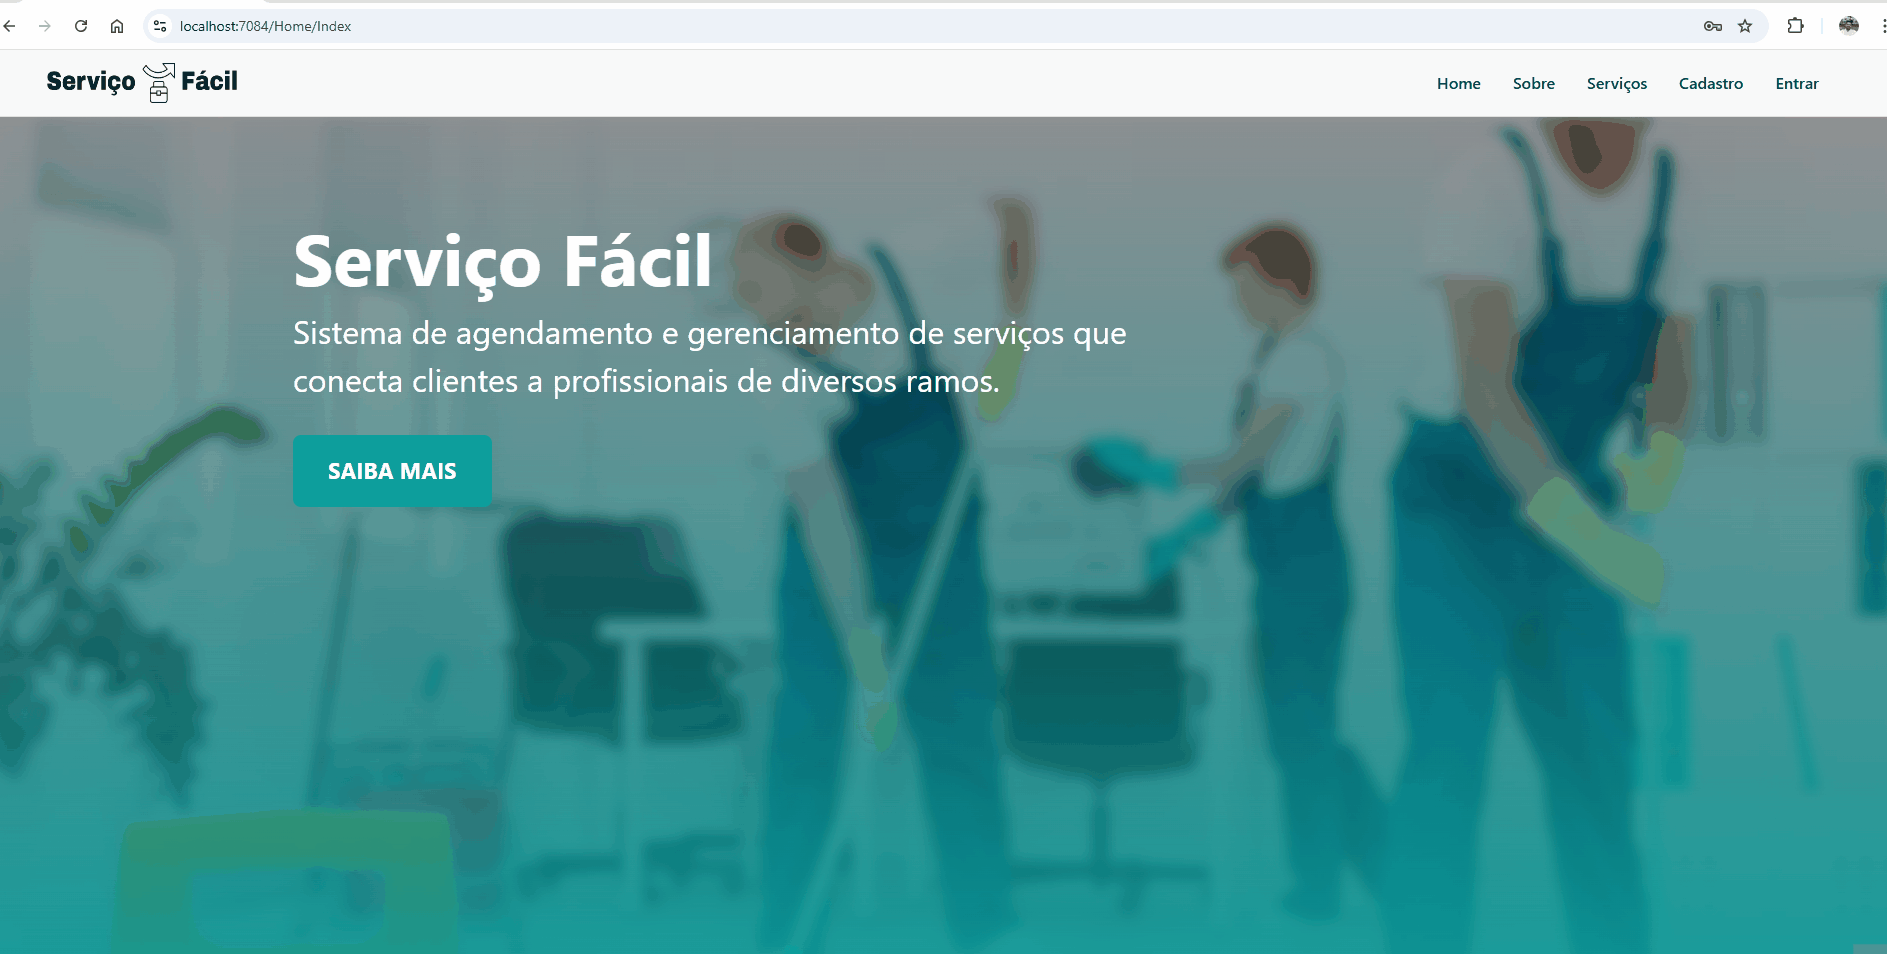 localhost:7084/Home/Index
Serviço Fácil
Home Sobre Serviços Cadastro Entrar
Serviço Fácil
Sistema de agendamento e gerenciamento de serviços que
conecta clientes a profissionais de diversos ramos.
SAIBA MAIS